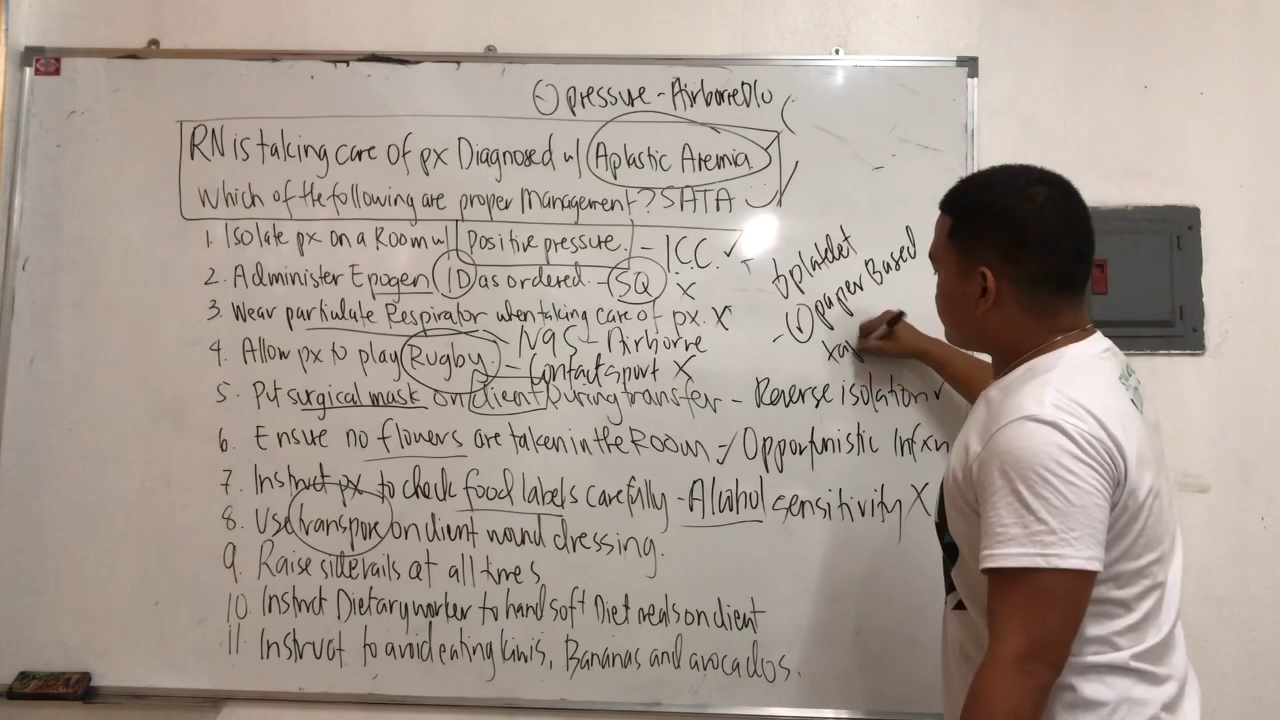 (-) pressure - Airborne DIO
RN is taking care of px Diagnosed w/ Aplastic Anemia
Which of the following are proper Management? SATA
1. Isolate px on a Room w/ positive pressure. - ICC. ✓
2. Administer Epogen ID as ordered. - SQ X
3. Wear particulate Respirator when taking care of px. X
N95 - Airborne
4. Allow px to play Rugby. - Contact sport X
5. Put surgical mask on client During transfer - Reverse isolation ✓
6. Ensure no flowers are taken in the Room ✓ Opportunistic Infxn
7. Instruct px to check food labels carefully - Alcohol sensitivity X
8. Use transpore on client wound dressing.
9. Raise siderails at all times
10. Instruct Dietary worker to hand soft Diet meals on client
11. Instruct to avoid eating kiwis, Bananas and avocados.
platelet
- paper Based
tap